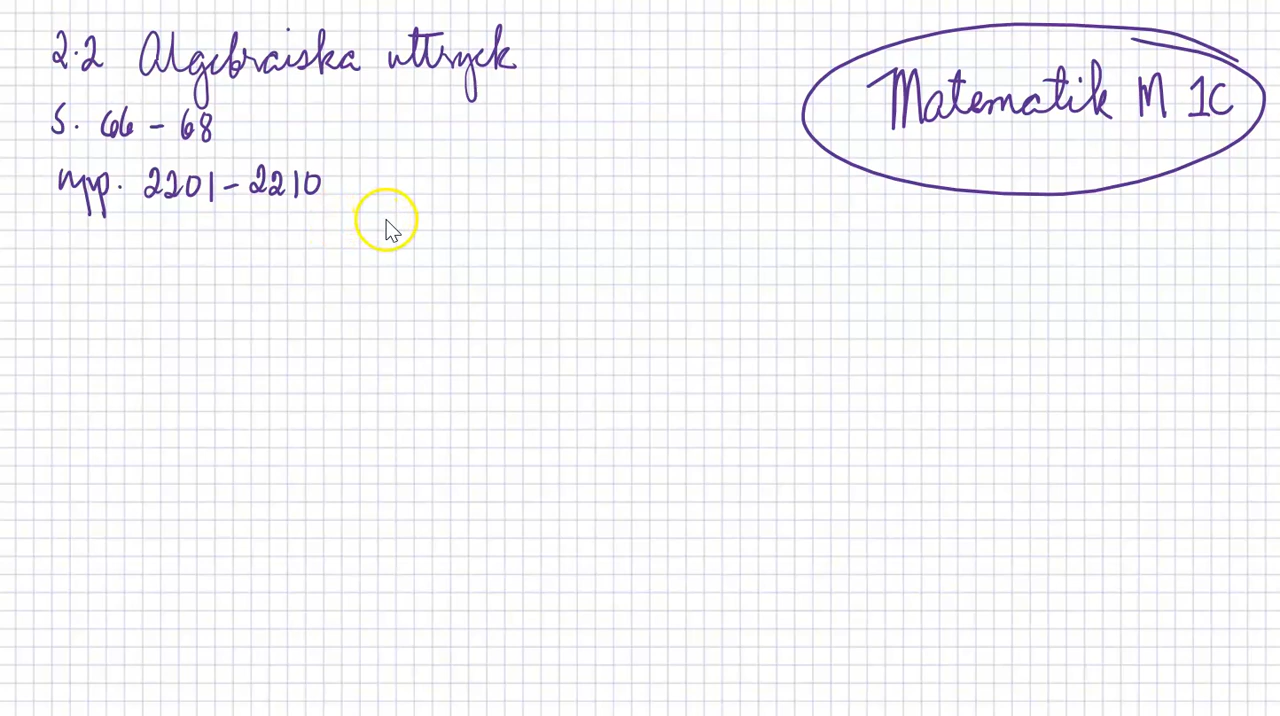 2.2 Algebraiska uttryck
S. 66 - 68
upp. 2201 - 2210
Matematik M 1C